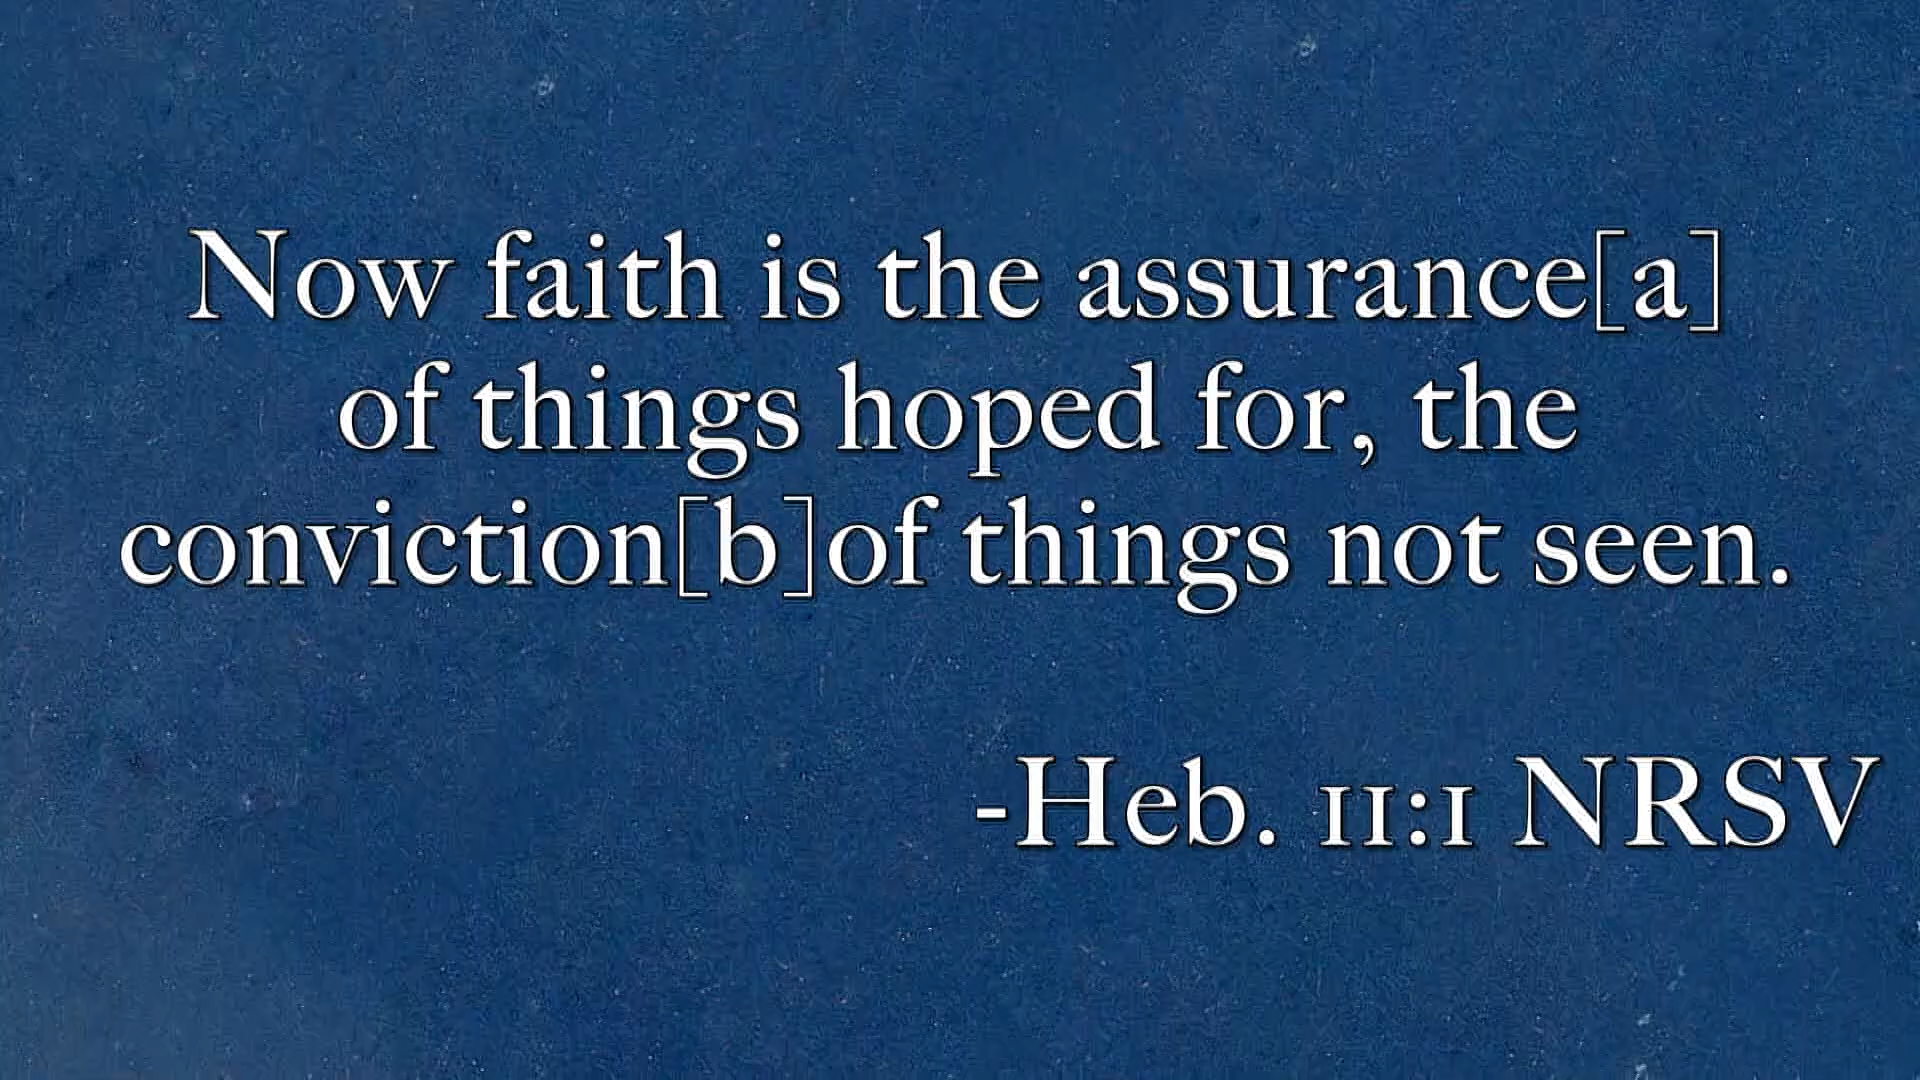 Now faith is the assurance[a]
of things hoped for, the
conviction[b]of things not seen.
-Heb. 11:1 NRSV